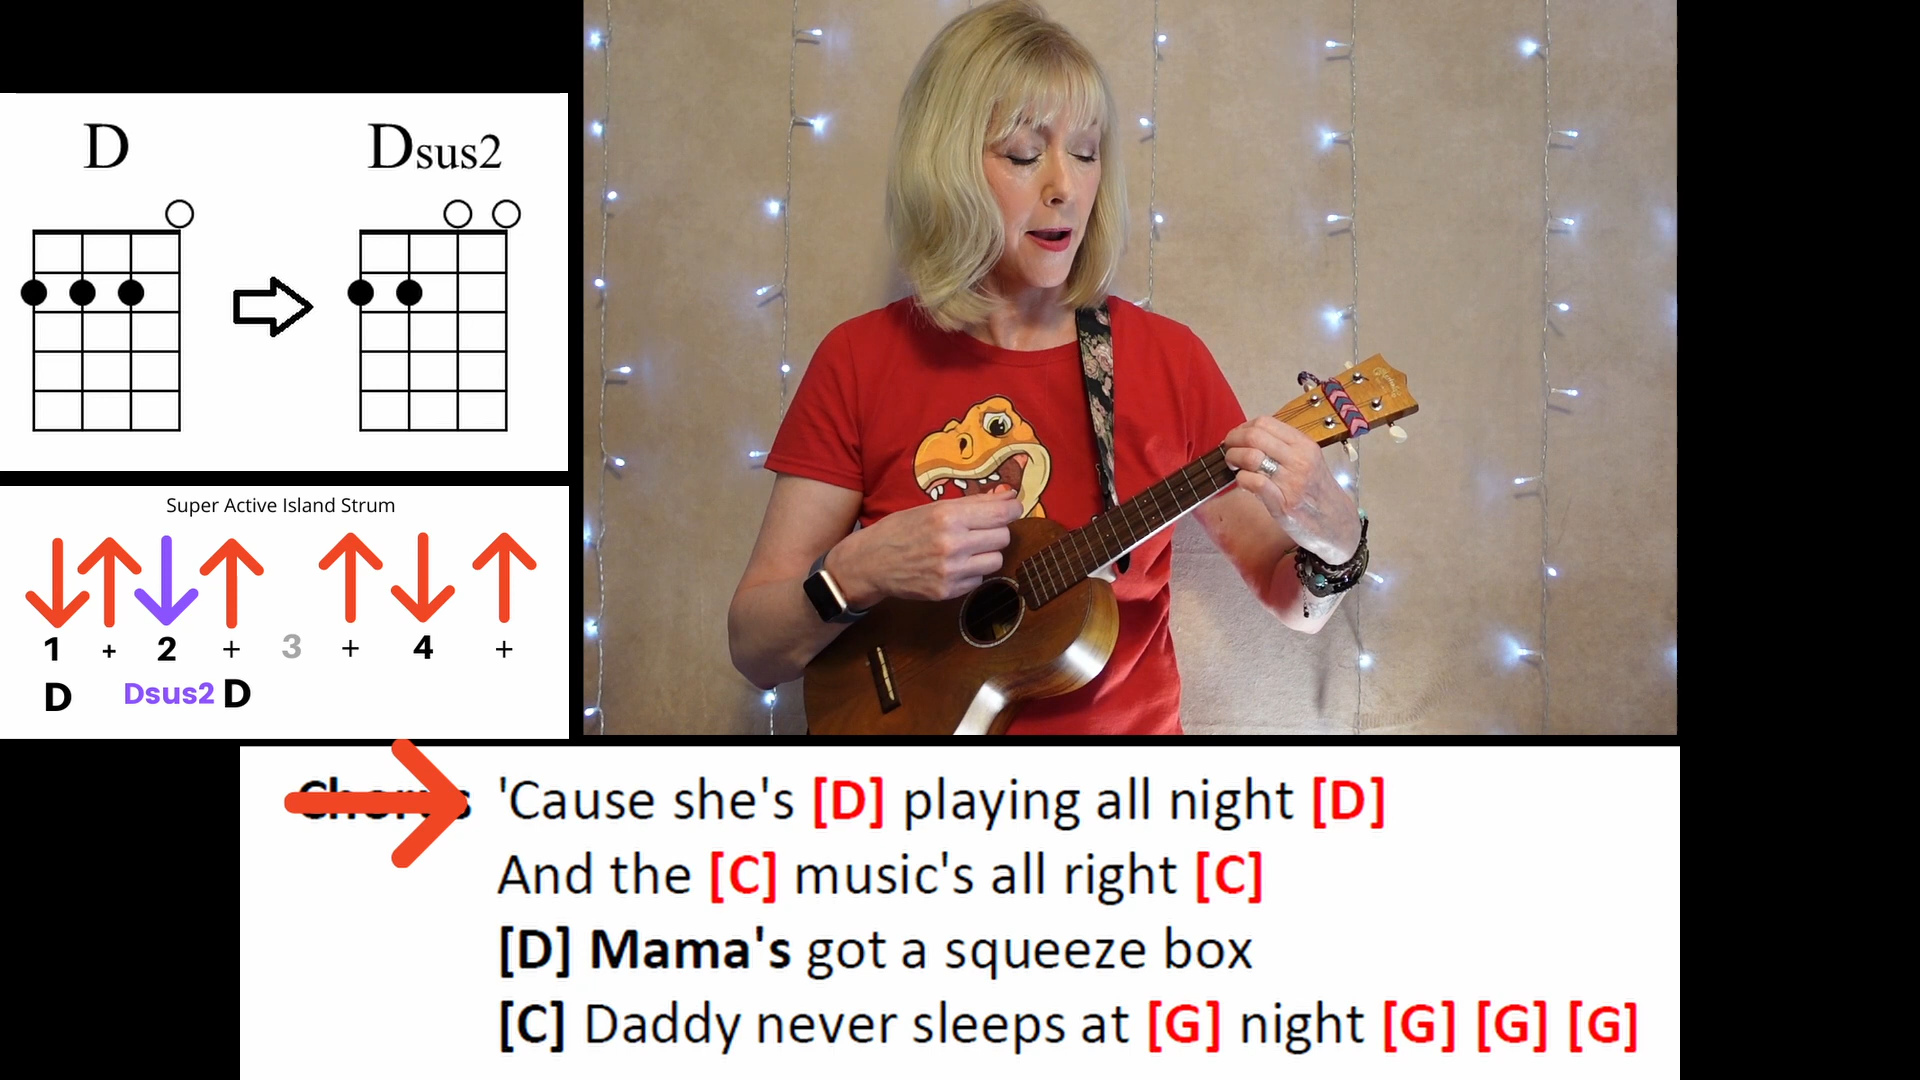 D
Dsus2
Super Active Island Strum
1 + 2 + 3 + 4 +
D Dsus2 D
Chorus 'Cause she's [D] playing all night [D]
And the [C] music's all right [C]
[D] Mama's got a squeeze box
[C] Daddy never sleeps at [G] night [G] [G] [G]